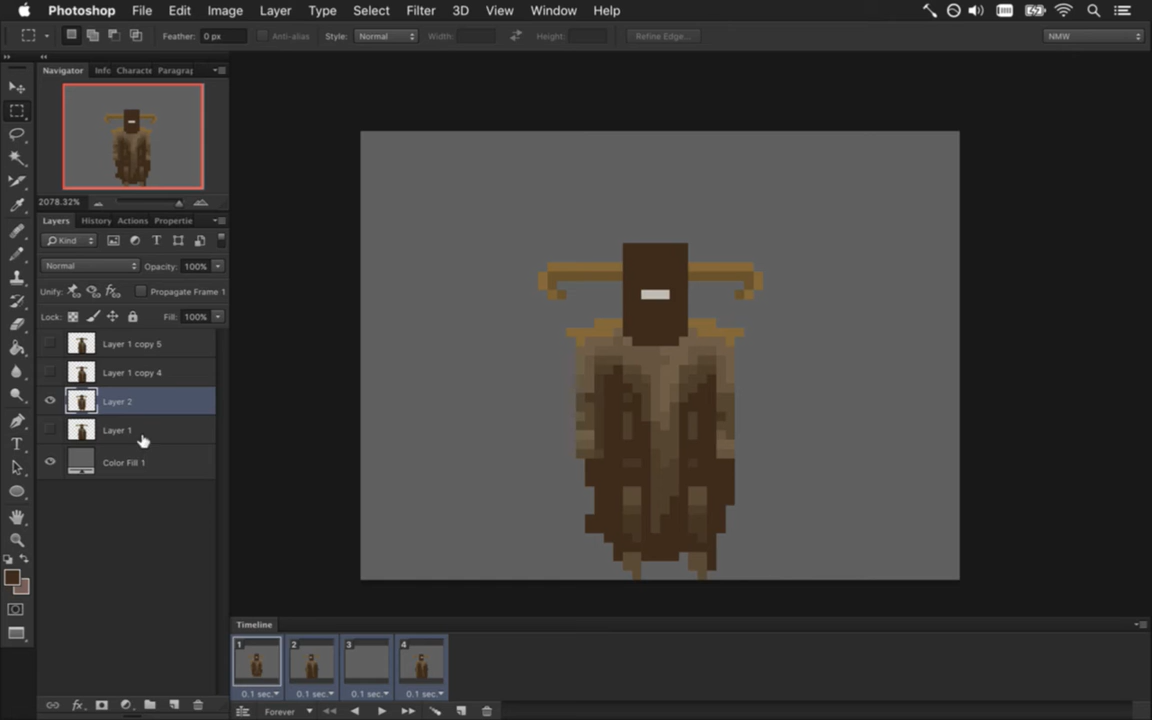 Photoshop File Edit Image Layer Type Select Filter 3D View Window Help
Feather: 0 px Anti-alias Style: Normal Width: Height: Refine Edge... NMW
Navigator Info Characte Paragrap
2078.32%
Layers History Actions Propertie
Kind T
Normal Opacity: 100%
Unify: Propagate Frame 1
Lock: Fill: 100%
Layer 1 copy 5
Layer 1 copy 4
Layer 2
Layer 1
Color Fill 1
fx
Timeline
1 2 3 4
0.1 sec. 0.1 sec. 0.1 sec. 0.1 sec.
Forever